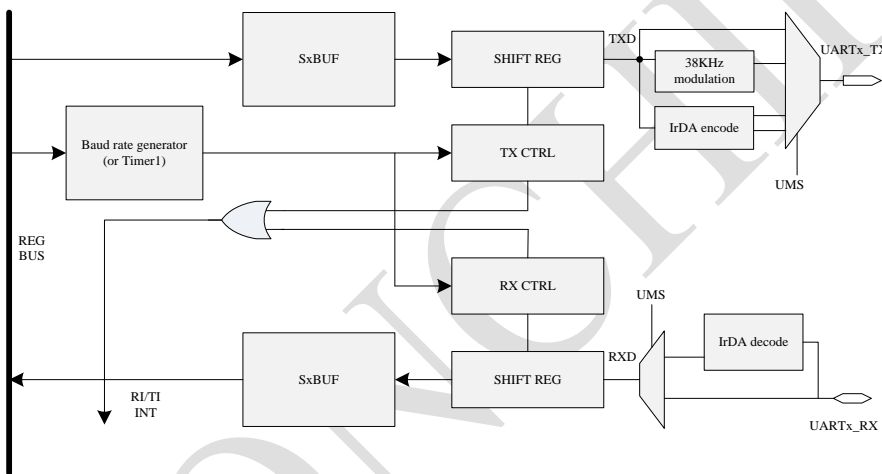 SxBUF
SHIFT REG
TXD
38KHz
modulation
IrDA encode
UARTx_TX
UMS
Baud rate generator
(or Timer1)
TX CTRL
REG
BUS
RX CTRL
UMS
IrDA decode
SxBUF
SHIFT REG
RXD
RI/TI
INT
UARTx_RX